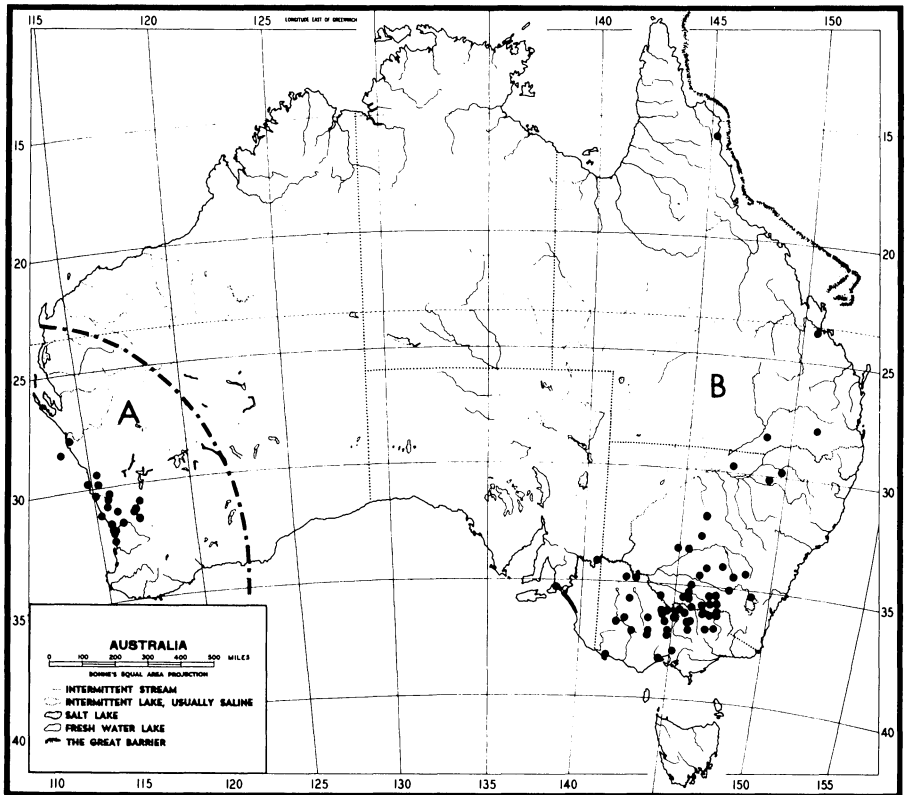 115 120 125 LONGITUDE EAST OF GREENWICH 140 145 150
15 15
20 20
25 25
A B
30 30
35 35
AUSTRALIA
0 100 200 300 400 500 MILES
BONNE'S EQUAL AREA PROJECTION
INTERMITTENT STREAM
INTERMITTENT LAKE, USUALLY SALINE
SALT LAKE
FRESH WATER LAKE
THE GREAT BARRIER
40 40
110 115 120 125 130 135 140 145 150 155